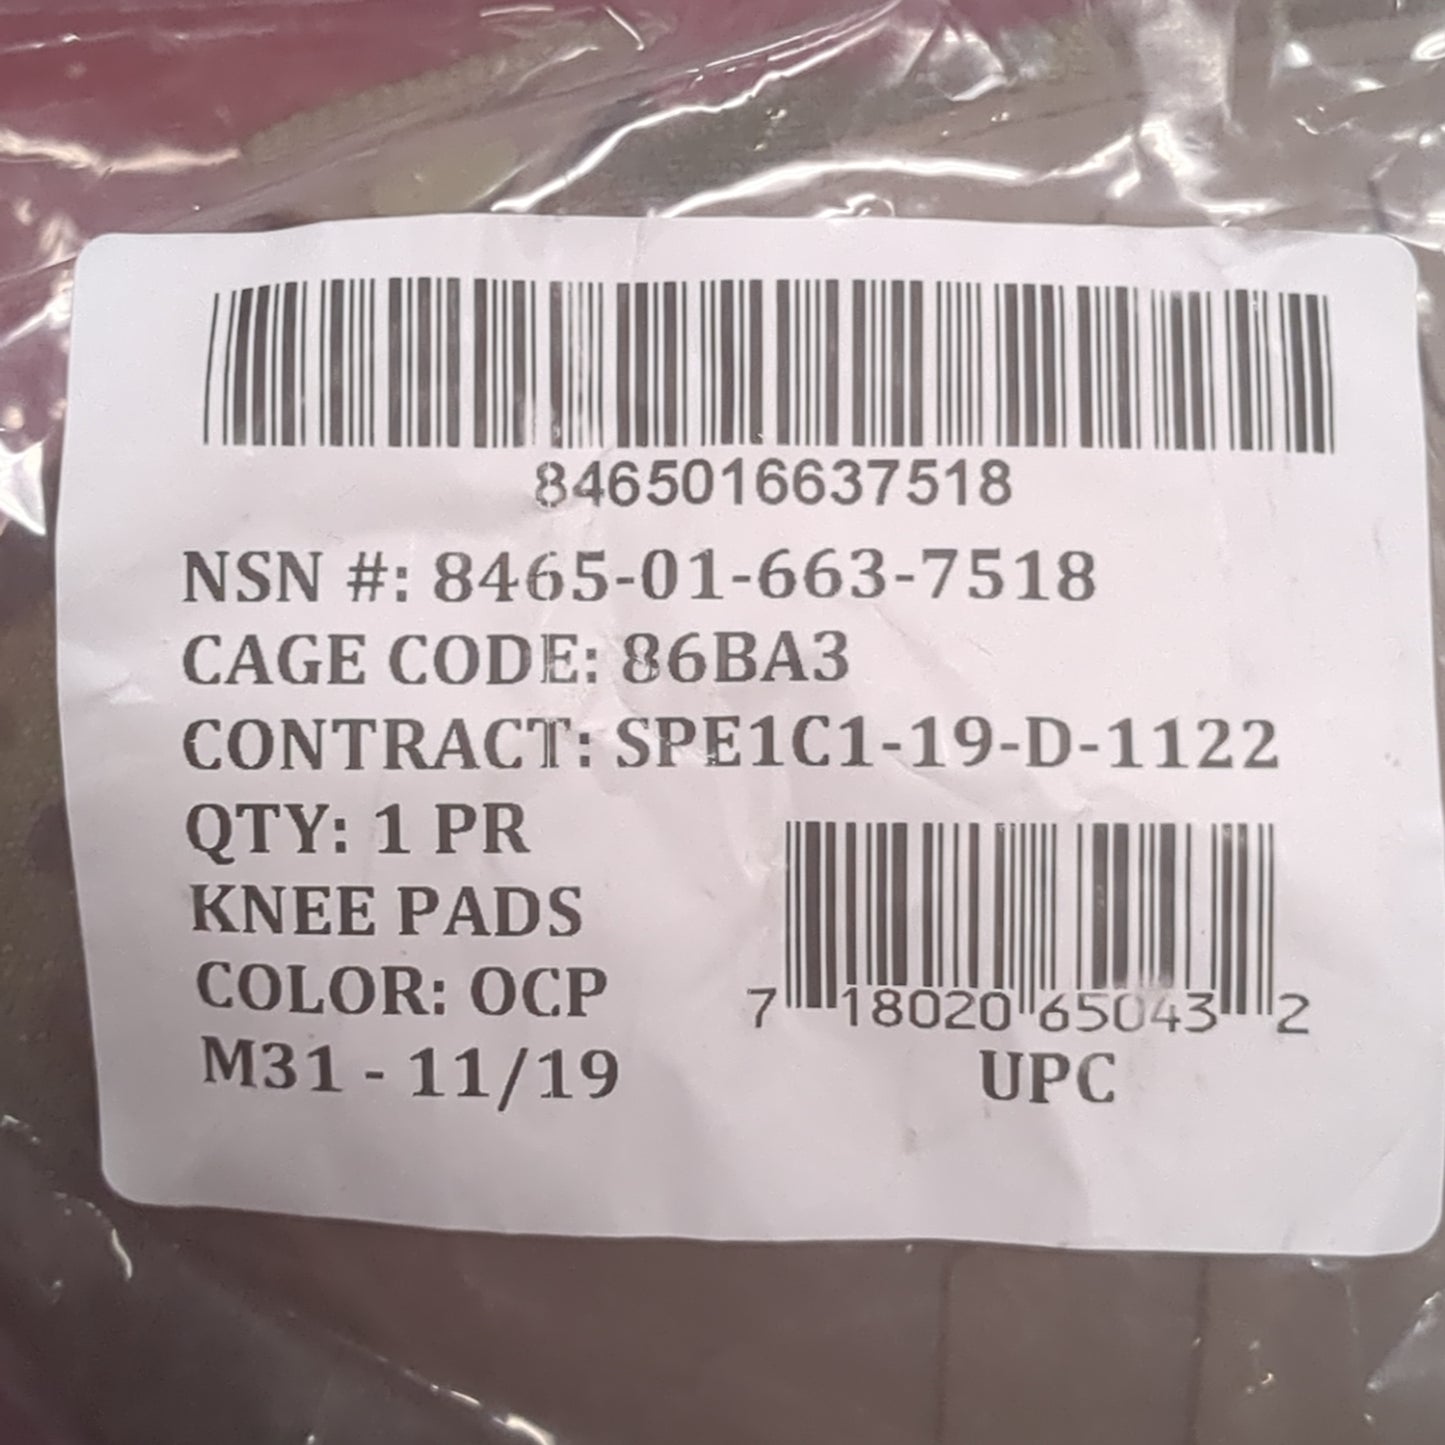 8465016637518
NSN #: 8465-01-663-7518
CAGE CODE: 86BA3
CONTRACT: SPE1C1-19-D-1122
QTY: 1 PR
KNEE PADS
COLOR: OCP
M31 - 11/19
7 18020 65043 2
UPC